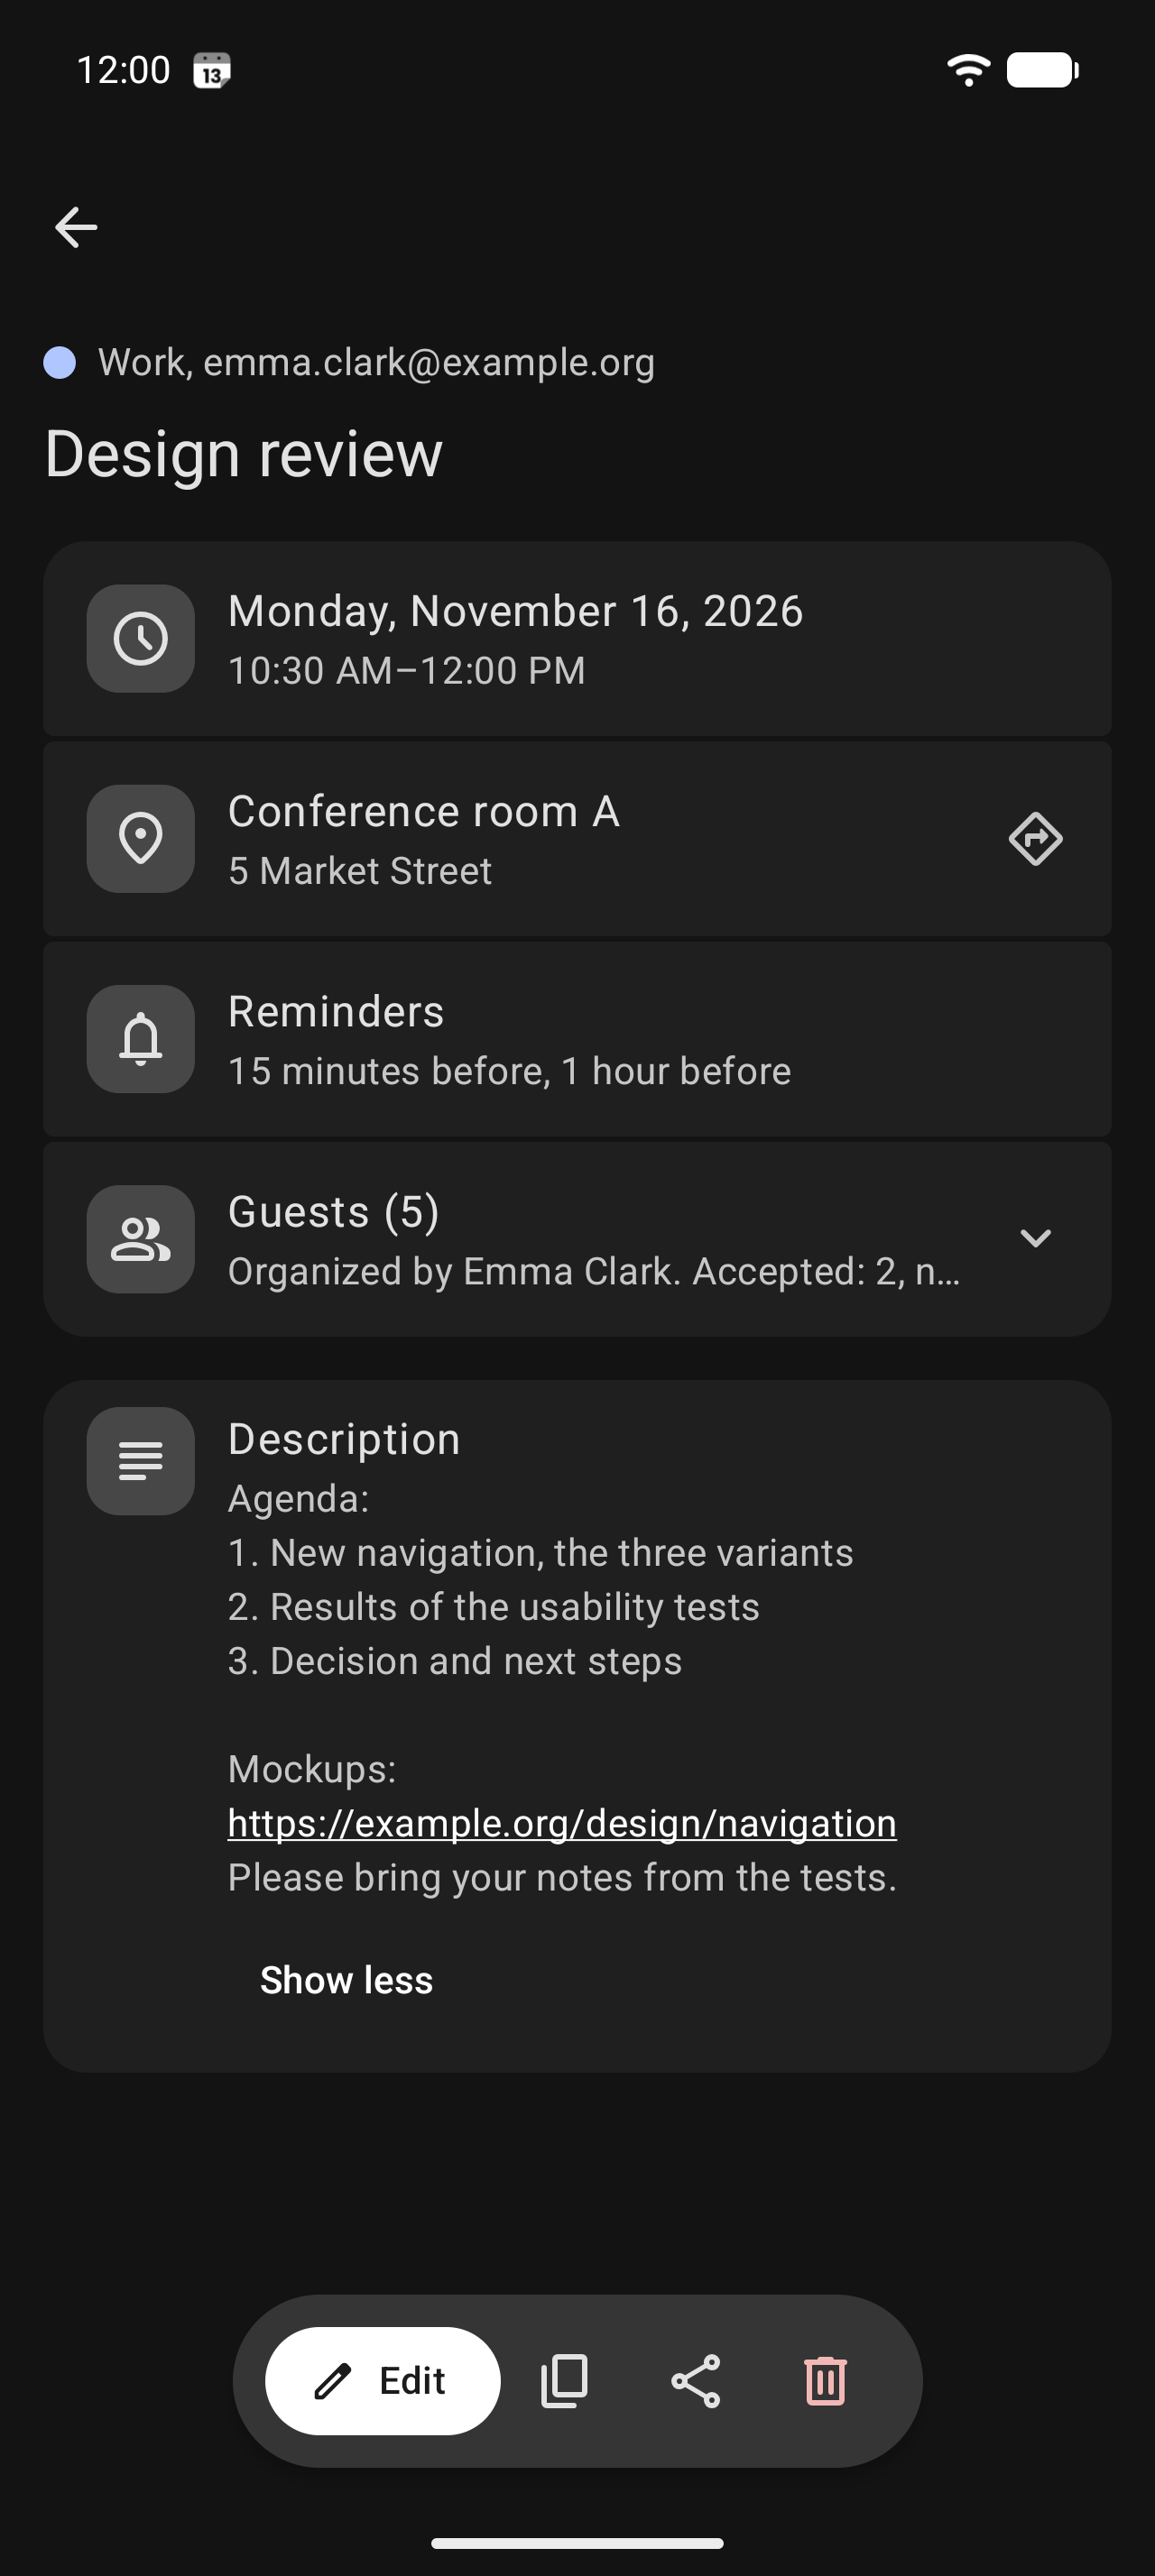 12:00
13
Work, emma.clark@example.org
Design review
Monday, November 16, 2026
10:30 AM–12:00 PM
Conference room A
5 Market Street
Reminders
15 minutes before, 1 hour before
Guests (5)
Organized by Emma Clark. Accepted: 2, n…
Description
Agenda:
1. New navigation, the three variants
2. Results of the usability tests
3. Decision and next steps
Mockups:
https://example.org/design/navigation
Please bring your notes from the tests.
Show less
Edit